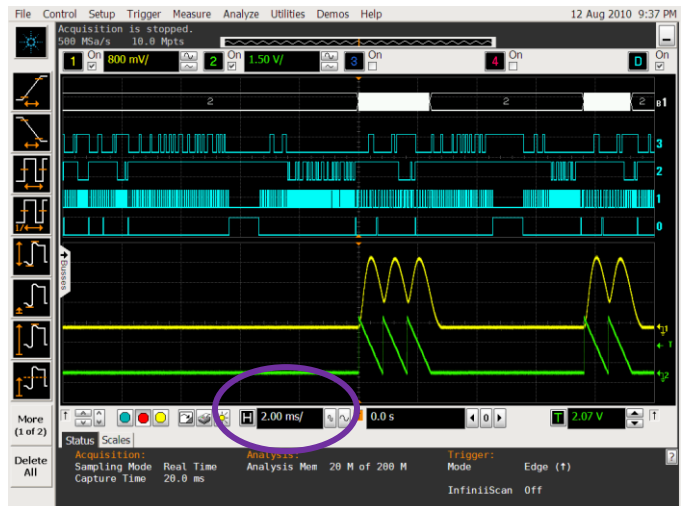 File Control Setup Trigger Measure Analyze Utilities Demos Help 12 Aug 2010 9:37 PM
Acquisition is stopped.
500 MSa/s 10.0 Mpts
1 On 800 mV/ 2 On 1.50 V/ 3 On 4 On D On
2 2 2 B1
3
2
1
0
Busses
1
T
2
1/
More
(1 of 2)
Delete
All
H 2.00 ms/ 0.0 s 0 T 2.07 V
Status Scales
Acquisition: Analysis: Trigger:
Sampling Mode Real Time Analysis Mem 20 M of 200 M Mode Edge (↑)
Capture Time 20.0 ms
InfiniiScan Off
?